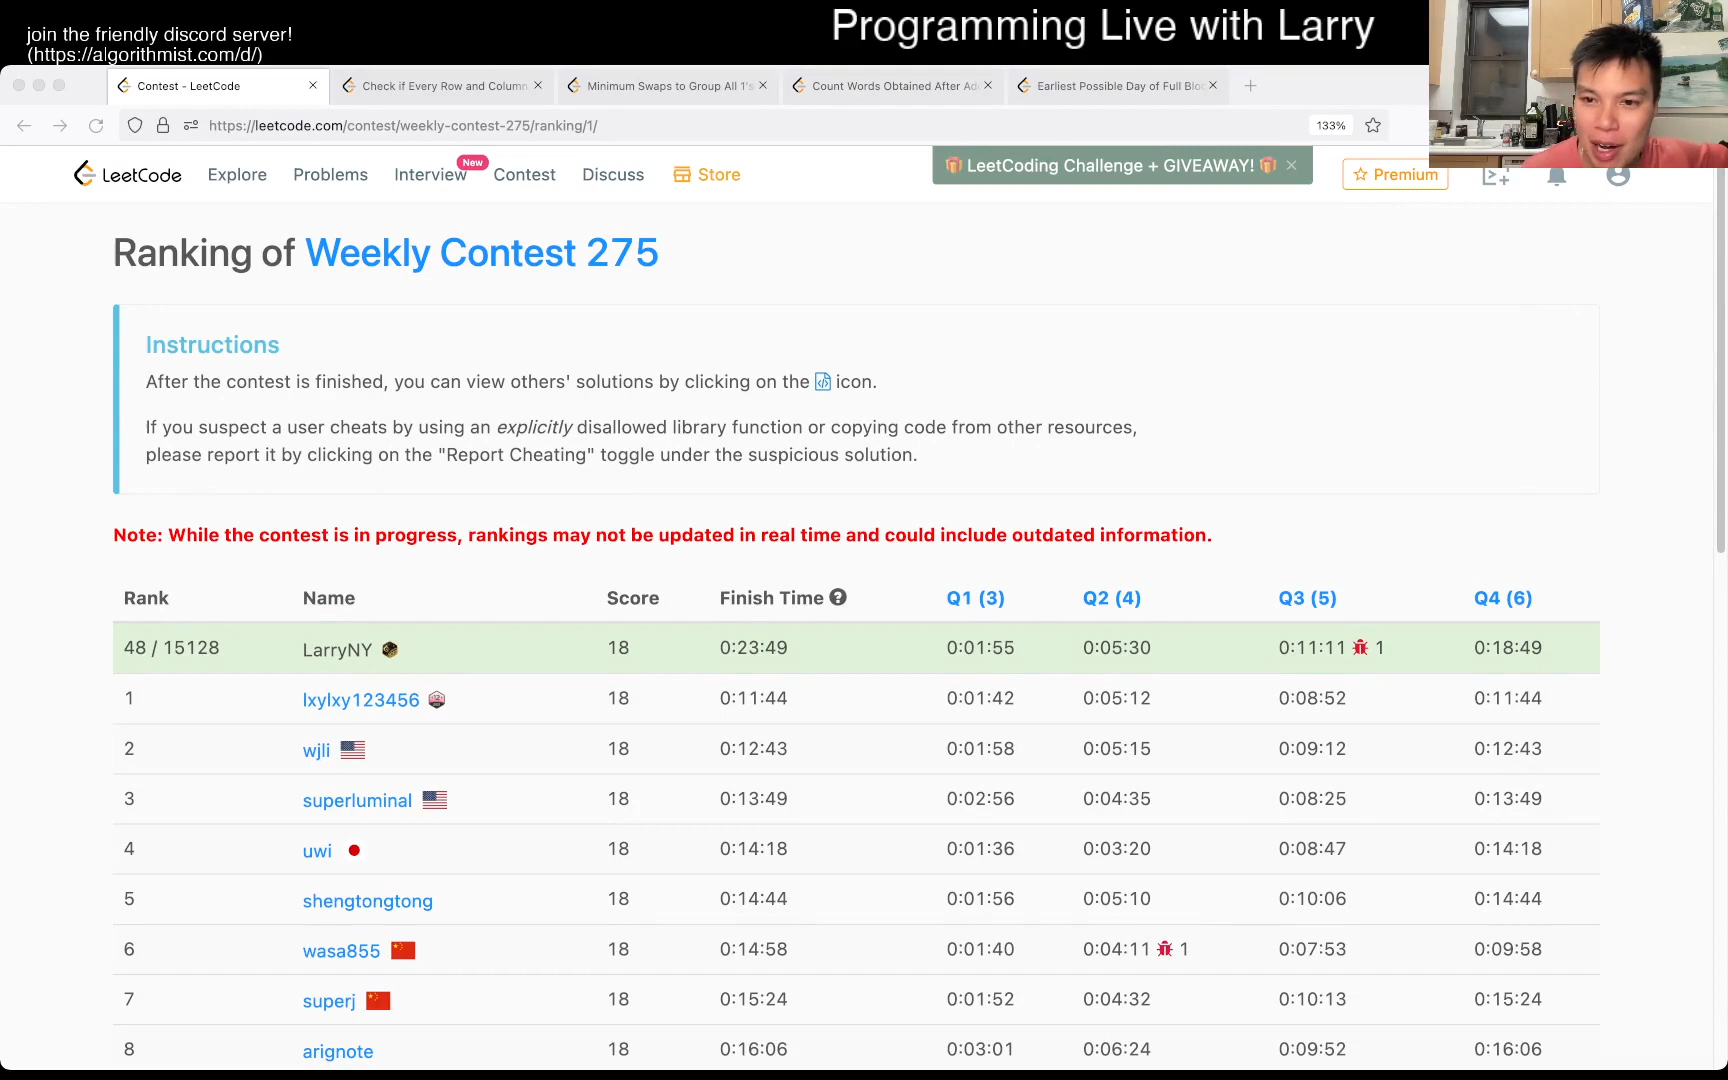 join the friendly discord server!
(https://algorithmist.com/d/)
Programming Live with Larry
Contest - LeetCode
Check if Every Row and Column
Minimum Swaps to Group All 1's
Count Words Obtained After Ad
Earliest Possible Day of Full Bloo
https://leetcode.com/contest/weekly-contest-275/ranking/1/
133%
LeetCode
Explore
Problems
Interview
New
Contest
Discuss
Store
LeetCoding Challenge + GIVEAWAY!
Premium
Ranking of Weekly Contest 275
Instructions
After the contest is finished, you can view others' solutions by clicking on the </> icon.
If you suspect a user cheats by using an explicitly disallowed library function or copying code from other resources,
please report it by clicking on the "Report Cheating" toggle under the suspicious solution.
Note: While the contest is in progress, rankings may not be updated in real time and could include outdated information.
Rank Name Score Finish Time Q1 (3) Q2 (4) Q3 (5) Q4 (6)
48 / 15128 LarryNY 18 0:23:49 0:01:55 0:05:30 0:11:11 1 0:18:49
1 lxylxy123456 18 0:11:44 0:01:42 0:05:12 0:08:52 0:11:44
2 wjli 18 0:12:43 0:01:58 0:05:15 0:09:12 0:12:43
3 superluminal 18 0:13:49 0:02:56 0:04:35 0:08:25 0:13:49
4 uwi 18 0:14:18 0:01:36 0:03:20 0:08:47 0:14:18
5 shengtongtong 18 0:14:44 0:01:56 0:05:10 0:10:06 0:14:44
6 wasa855 18 0:14:58 0:01:40 0:04:11 1 0:07:53 0:09:58
7 superj 18 0:15:24 0:01:52 0:04:32 0:10:13 0:15:24
8 arignote 18 0:16:06 0:03:01 0:06:24 0:09:52 0:16:06